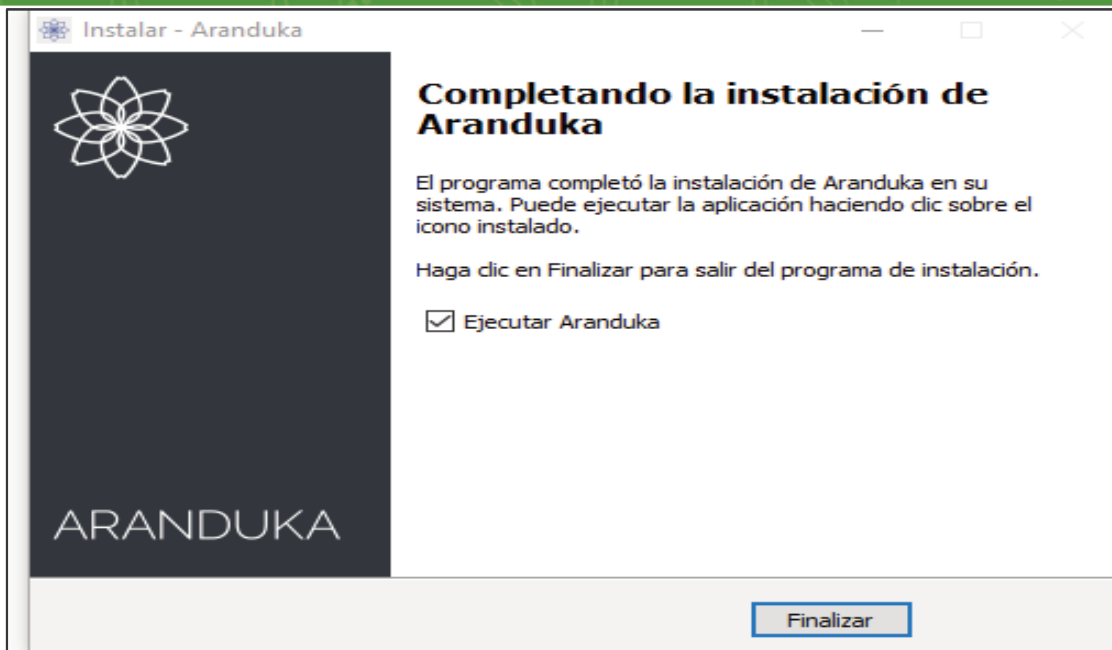 Instalar - Aranduka
Completando la instalación de
Aranduka
El programa completó la instalación de Aranduka en su
sistema. Puede ejecutar la aplicación haciendo clic sobre el
icono instalado.
Haga clic en Finalizar para salir del programa de instalación.
Ejecutar Aranduka
ARANDUKA
Finalizar